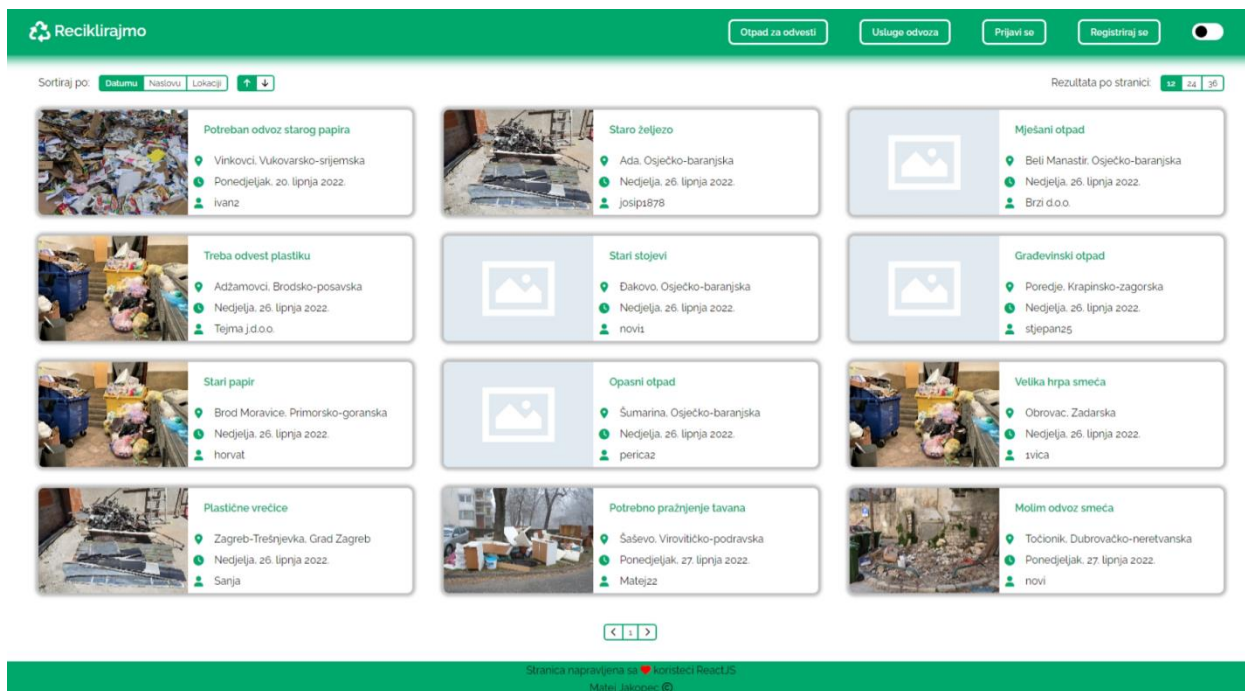 Reciklirajmo
Otpad za odvesti
Usluge odvoza
Prijavi se
Registriraj se
Sortiraj po: Datumu Naslovu Lokaciji
Rezultata po stranici: 12 24 36
Potreban odvoz starog papira
Vinkovci, Vukovarsko-srijemska
Ponedjeljak, 20. lipnja 2022.
ivan2
Staro željezo
Ada, Osječko-baranjska
Nedjelja, 26. lipnja 2022.
josip1878
Mješani otpad
Beli Manastir, Osječko-baranjska
Nedjelja, 26. lipnja 2022.
Brzi d.o.o.
Treba odvest plastiku
Adžamovci, Brodsko-posavska
Nedjelja, 26. lipnja 2022.
Tejma j.d.o.o.
Stari stojevi
Đakovo, Osječko-baranjska
Nedjelja, 26. lipnja 2022.
novi1
Građevinski otpad
Poredje, Krapinsko-zagorska
Nedjelja, 26. lipnja 2022.
stjepan25
Stari papir
Brod Moravice, Primorsko-goranska
Nedjelja, 26. lipnja 2022.
horvat
Opasni otpad
Šumarina, Osječko-baranjska
Nedjelja, 26. lipnja 2022.
perica2
Velika hrpa smeća
Obrovac, Zadarska
Nedjelja, 26. lipnja 2022.
1vica
Plastične vrećice
Zagreb-Trešnjevka, Grad Zagreb
Nedjelja, 26. lipnja 2022.
Sanja
Potrebno pražnjenje tavana
Šaševo, Virovitičko-podravska
Ponedjeljak, 27. lipnja 2022.
Matej22
Molim odvoz smeća
Točionik, Dubrovačko-neretvanska
Ponedjeljak, 27. lipnja 2022.
novi
1
Stranica napravljena sa ❤ koristeći ReactJS
Matej Jakopec ©